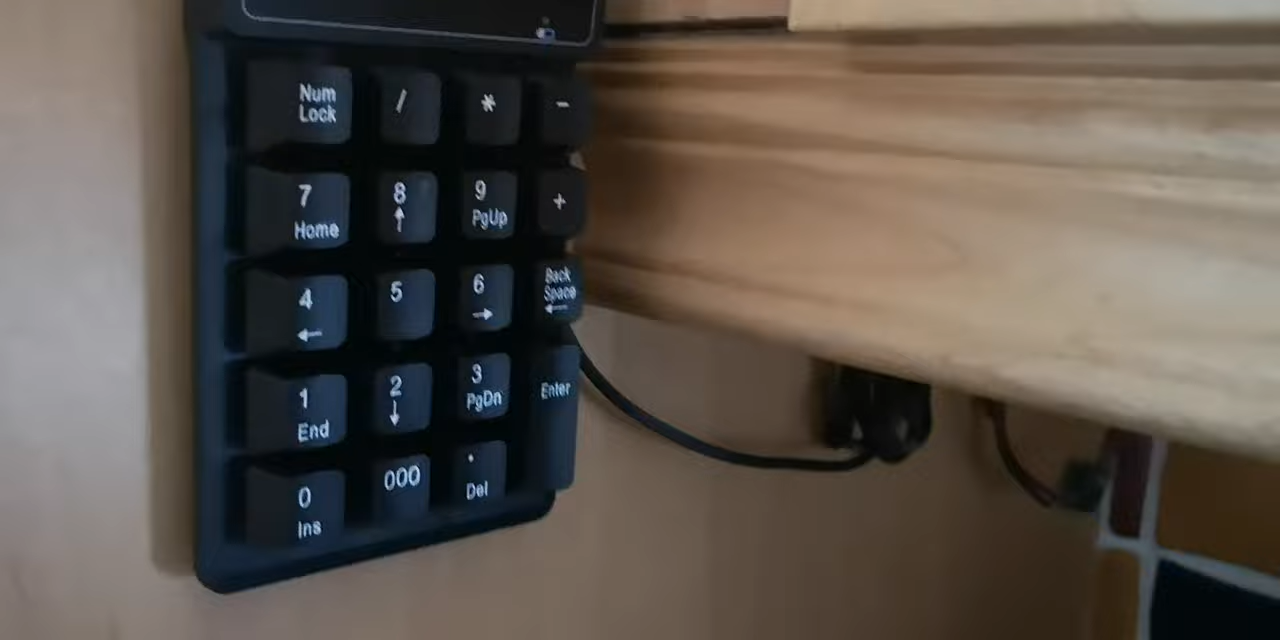 Num
Lock
/
*
-
7
Home
8
↑
9
PgUp
+
4
←
5
6
→
Back
Space
←
1
End
2
↓
3
PgDn
Enter
0
Ins
000
.
Del